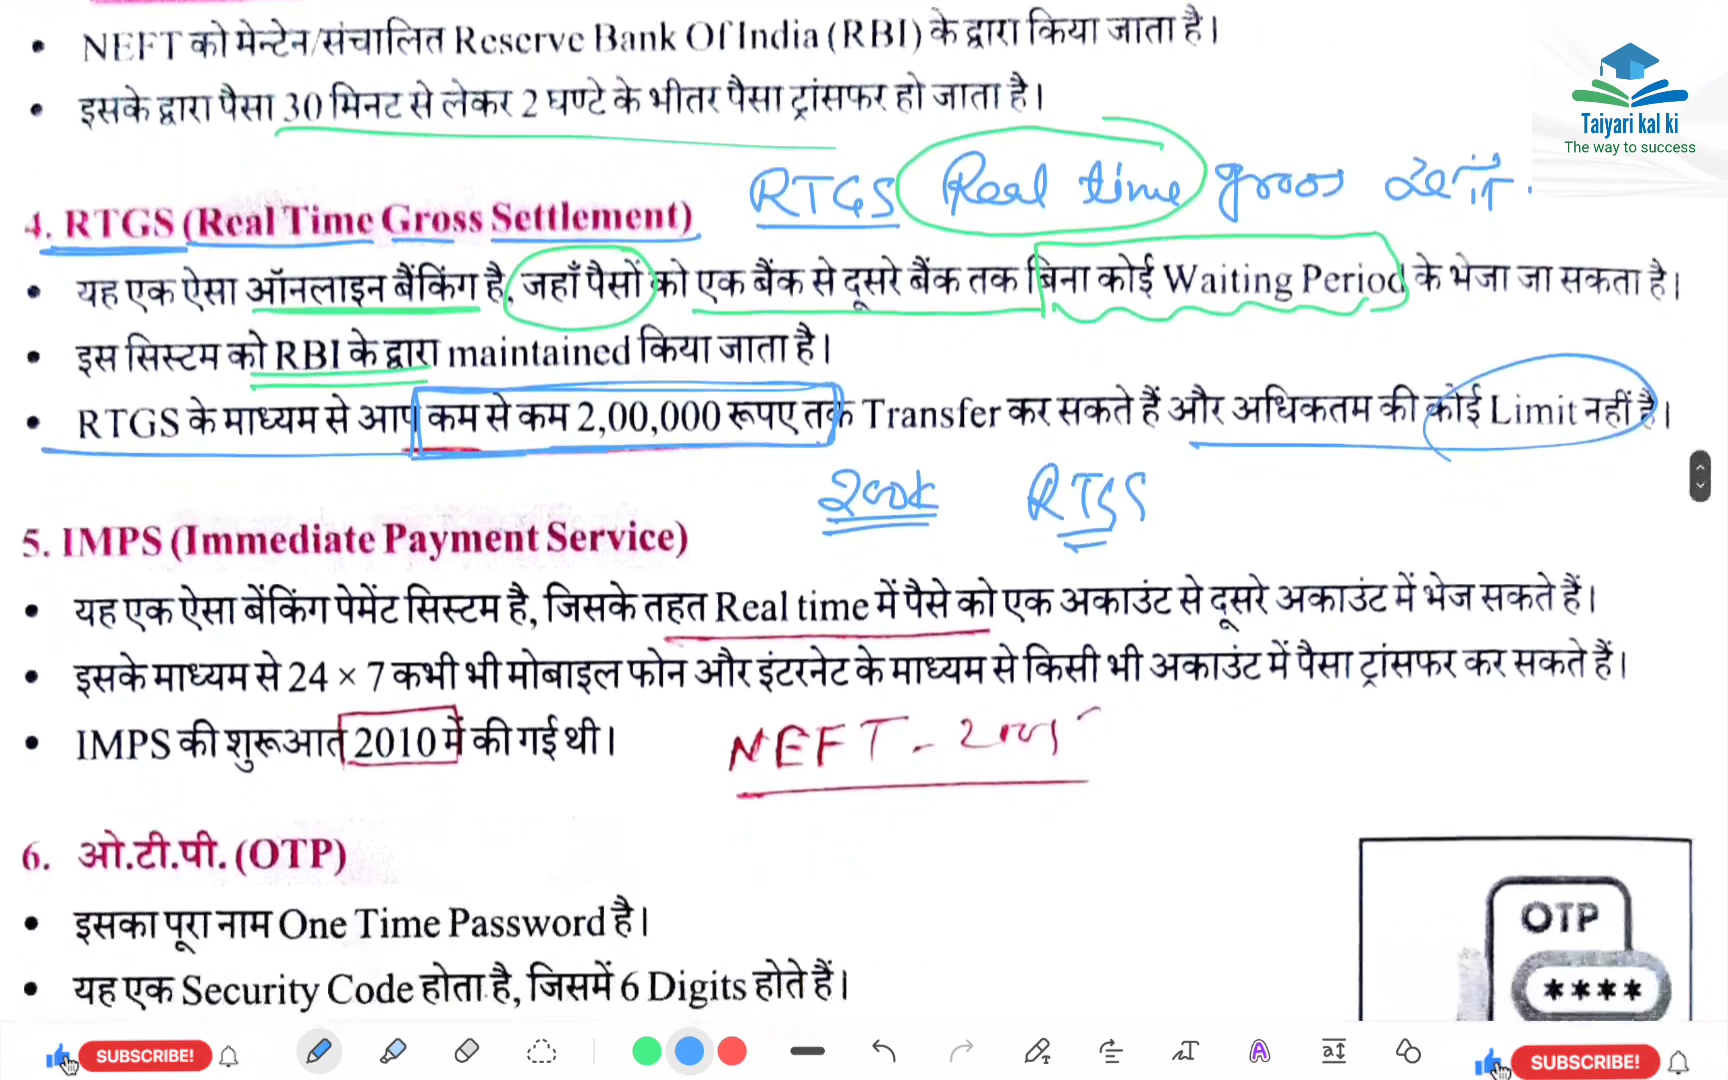 • NEFT को मेन्टेन/संचालित Reserve Bank Of India (RBI) के द्वारा किया जाता है।
• इसके द्वारा पैसा 30 मिनट से लेकर 2 घण्टे के भीतर पैसा ट्रांसफर हो जाता है।
Taiyari kal ki
The way to success
RTGS Real time gross
4. RTGS (Real Time Gross Settlement)
• यह एक ऐसा ऑनलाइन बैंकिंग है, जहाँ पैसों को एक बैंक से दूसरे बैंक तक बिना कोई Waiting Period के भेजा जा सकता है।
• इस सिस्टम को RBI के द्वारा maintained किया जाता है।
• RTGS के माध्यम से आप कम से कम 2,00,000 रूपए तक Transfer कर सकते हैं और अधिकतम की कोई Limit नहीं है।
RTGS
5. IMPS (Immediate Payment Service)
• यह एक ऐसा बेंकिंग पेमेंट सिस्टम है, जिसके तहत Real time में पैसे को एक अकाउंट से दूसरे अकाउंट में भेज सकते हैं।
• इसके माध्यम से 24 × 7 कभी भी मोबाइल फोन और इंटरनेट के माध्यम से किसी भी अकाउंट में पैसा ट्रांसफर कर सकते हैं।
• IMPS की शुरूआत 2010 में की गई थी।
NEFT - 2005
6. ओ.टी.पी. (OTP)
• इसका पूरा नाम One Time Password है।
• यह एक Security Code होता है, जिसमें 6 Digits होते हैं।
OTP
****
SUBSCRIBE!
SUBSCRIBE!